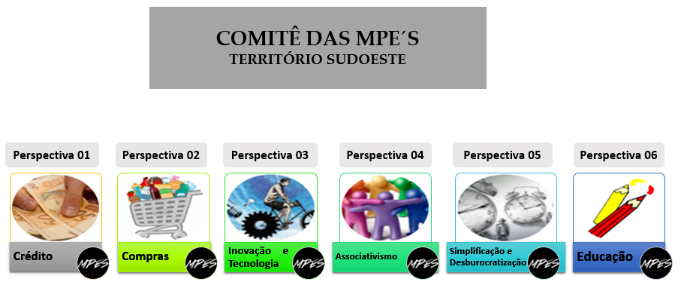 COMITÊ DAS MPE´S
TERRITÓRIO SUDOESTE
Perspectiva 01
Perspectiva 02
Perspectiva 03
Perspectiva 04
Perspectiva 05
Perspectiva 06
Crédito
MPES
Compras
MPES
Inovação e
Tecnologia
MPES
Associativismo
MPES
Simplificação e
Desburocratização
MPES
Educação
MPES